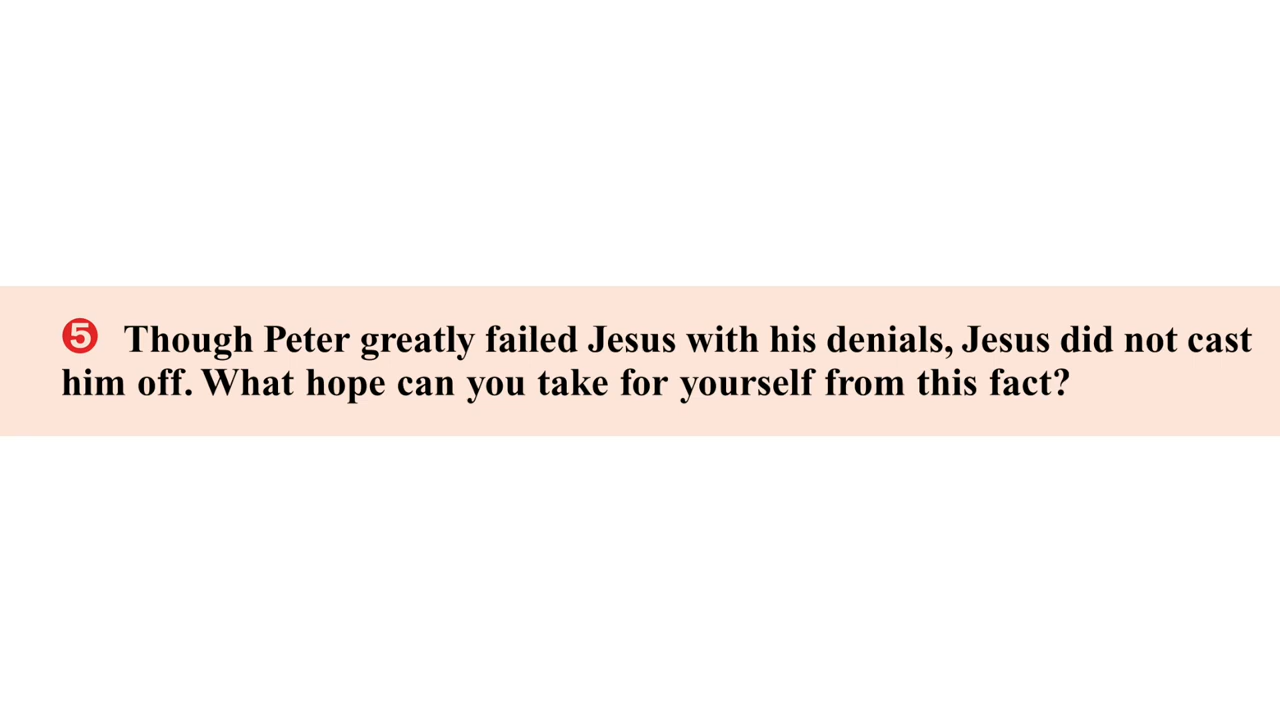 ❺ Though Peter greatly failed Jesus with his denials, Jesus did not cast
him off. What hope can you take for yourself from this fact?